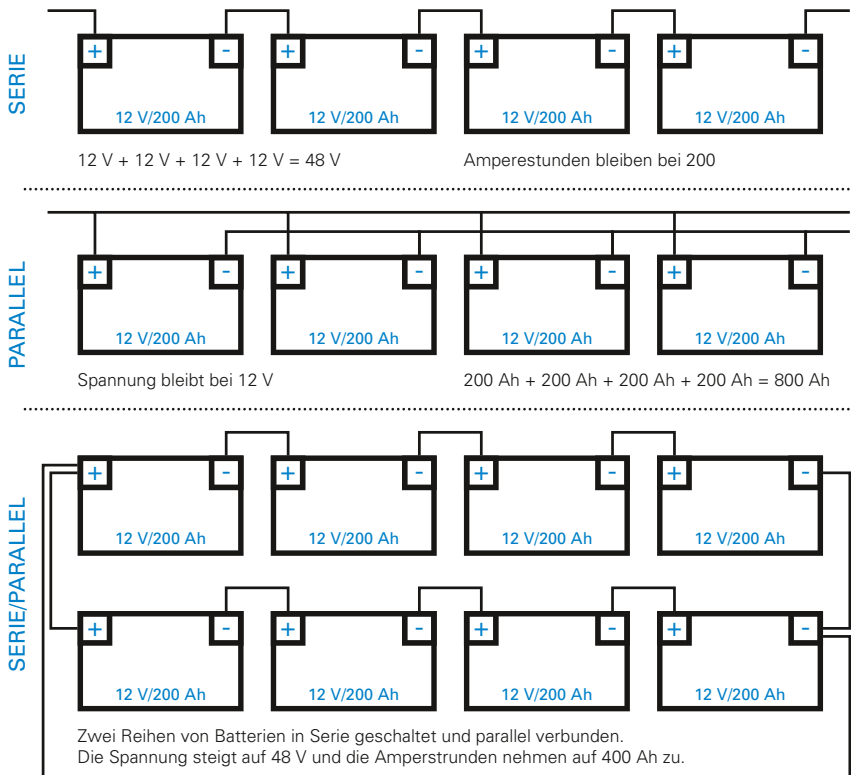 SERIE
+ - + - + - + -
12 V/200 Ah 12 V/200 Ah 12 V/200 Ah 12 V/200 Ah
12 V + 12 V + 12 V + 12 V = 48 V Amperestunden bleiben bei 200
PARALLEL
+ - + - + - + -
12 V/200 Ah 12 V/200 Ah 12 V/200 Ah 12 V/200 Ah
Spannung bleibt bei 12 V 200 Ah + 200 Ah + 200 Ah + 200 Ah = 800 Ah
SERIE/PARALLEL
+ - + - + - + -
12 V/200 Ah 12 V/200 Ah 12 V/200 Ah 12 V/200 Ah
+ - + - + - + -
12 V/200 Ah 12 V/200 Ah 12 V/200 Ah 12 V/200 Ah
Zwei Reihen von Batterien in Serie geschaltet und parallel verbunden.
Die Spannung steigt auf 48 V und die Amperstrunden nehmen auf 400 Ah zu.